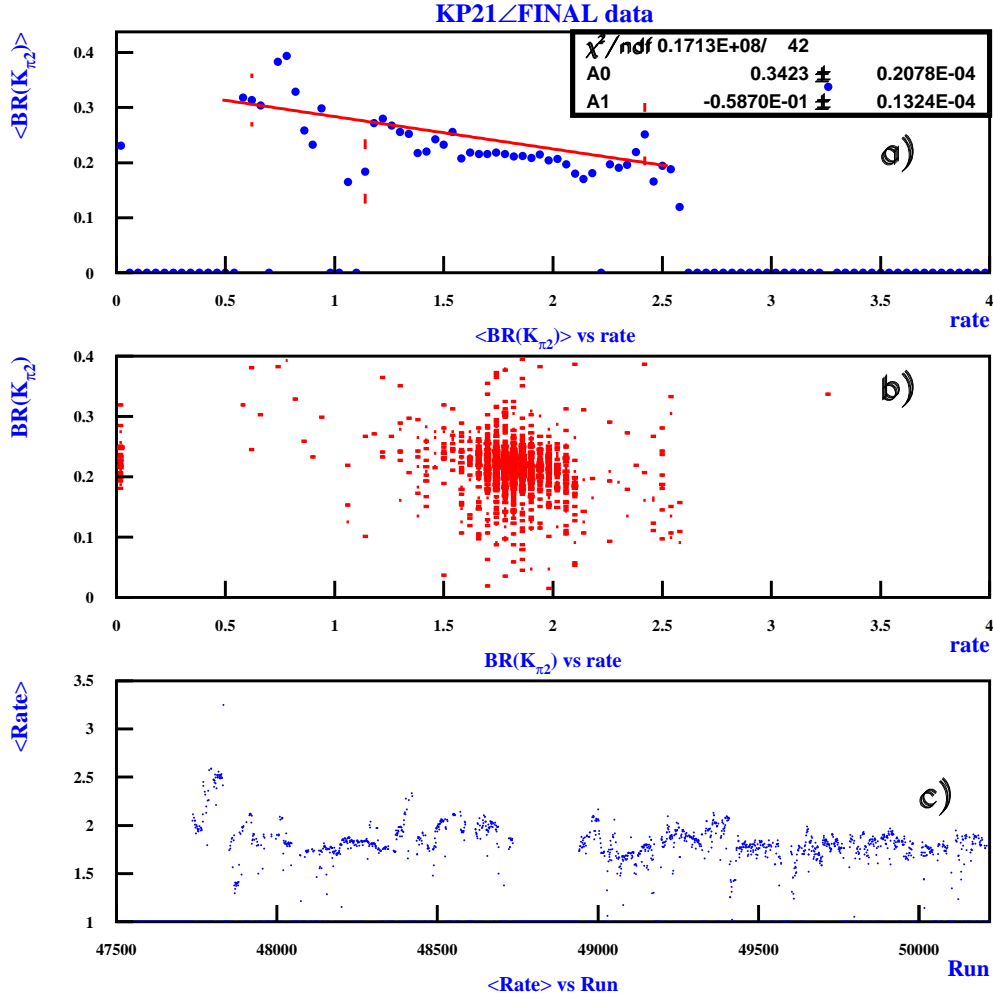 KP21∠FINAL data
χ²/ndf 0.1713E+08/ 42
A0 0.3423 ± 0.2078E-04
A1 -0.5870E-01 ± 0.1324E-04
<BR(Kπ2)>
a)
0.4
0.3
0.2
0.1
0
0 0.5 1 1.5 2 2.5 3 3.5 4
rate
<BR(Kπ2)> vs rate
BR(Kπ2)
b)
0.4
0.3
0.2
0.1
0
0 0.5 1 1.5 2 2.5 3 3.5 4
rate
BR(Kπ2) vs rate
<Rate>
c)
3.5
3
2.5
2
1.5
1
47500 48000 48500 49000 49500 50000
Run
<Rate> vs Run